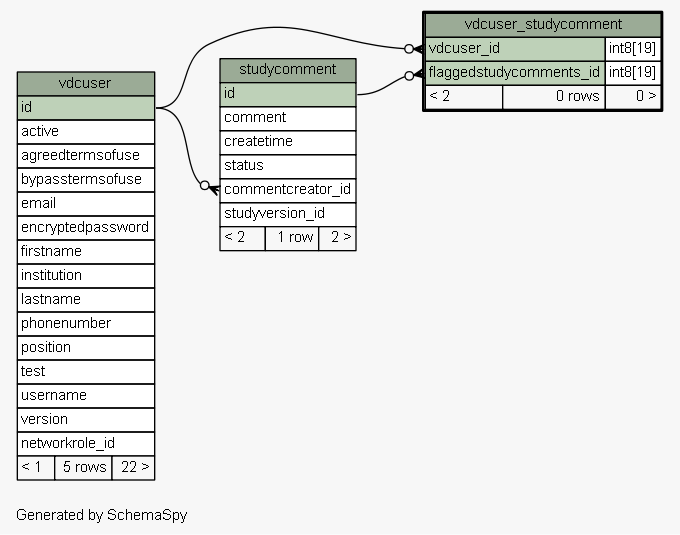 vdcuser_studycomment
vdcuser_id int8[19]
flaggedstudycomments_id int8[19]
< 2 0 rows 0 >
studycomment
id
comment
createtime
status
commentcreator_id
studyversion_id
< 2 1 row 2 >
vdcuser
id
active
agreedtermsofuse
bypasstermsofuse
email
encryptedpassword
firstname
institution
lastname
phonenumber
position
test
username
version
networkrole_id
< 1 5 rows 22 >
Generated by SchemaSpy